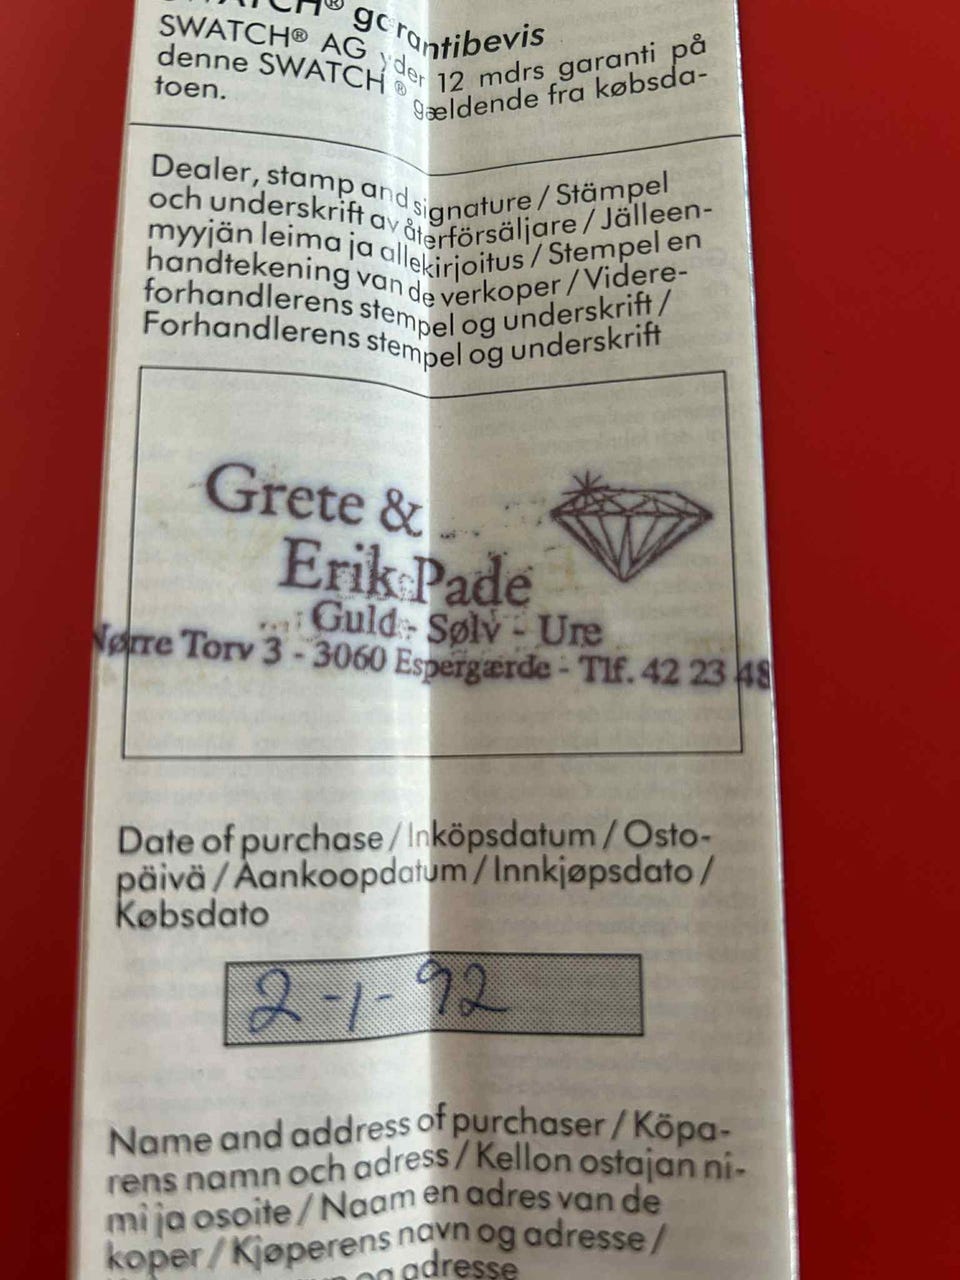 SWATCH® garantibevis
SWATCH® AG yder 12 mdrs garanti på
denne SWATCH® gældende fra købsda-
toen.
Dealer, stamp and signature / Stämpel
och underskrift av återförsäljare / Jälleen-
myyjän leima ja allekirjoitus / Stempel en
handtekening van de verkoper / Videre-
forhandlerens stempel og underskrift /
Forhandlerens stempel og underskrift
Grete &
Erik Pade
Guld - Sølv - Ure
Nørre Torv 3 - 3060 Espergærde - Tlf. 42 23 48
Date of purchase / Inköpsdatum / Osto-
päivä / Aankoopdatum / Innkjøpsdato /
Købsdato
2-1-92
Name and address of purchaser / Köpa-
rens namn och adress / Kellon ostajan ni-
mi ja osoite / Naam en adres van de
koper / Kjøperens navn og adresse /
og adresse